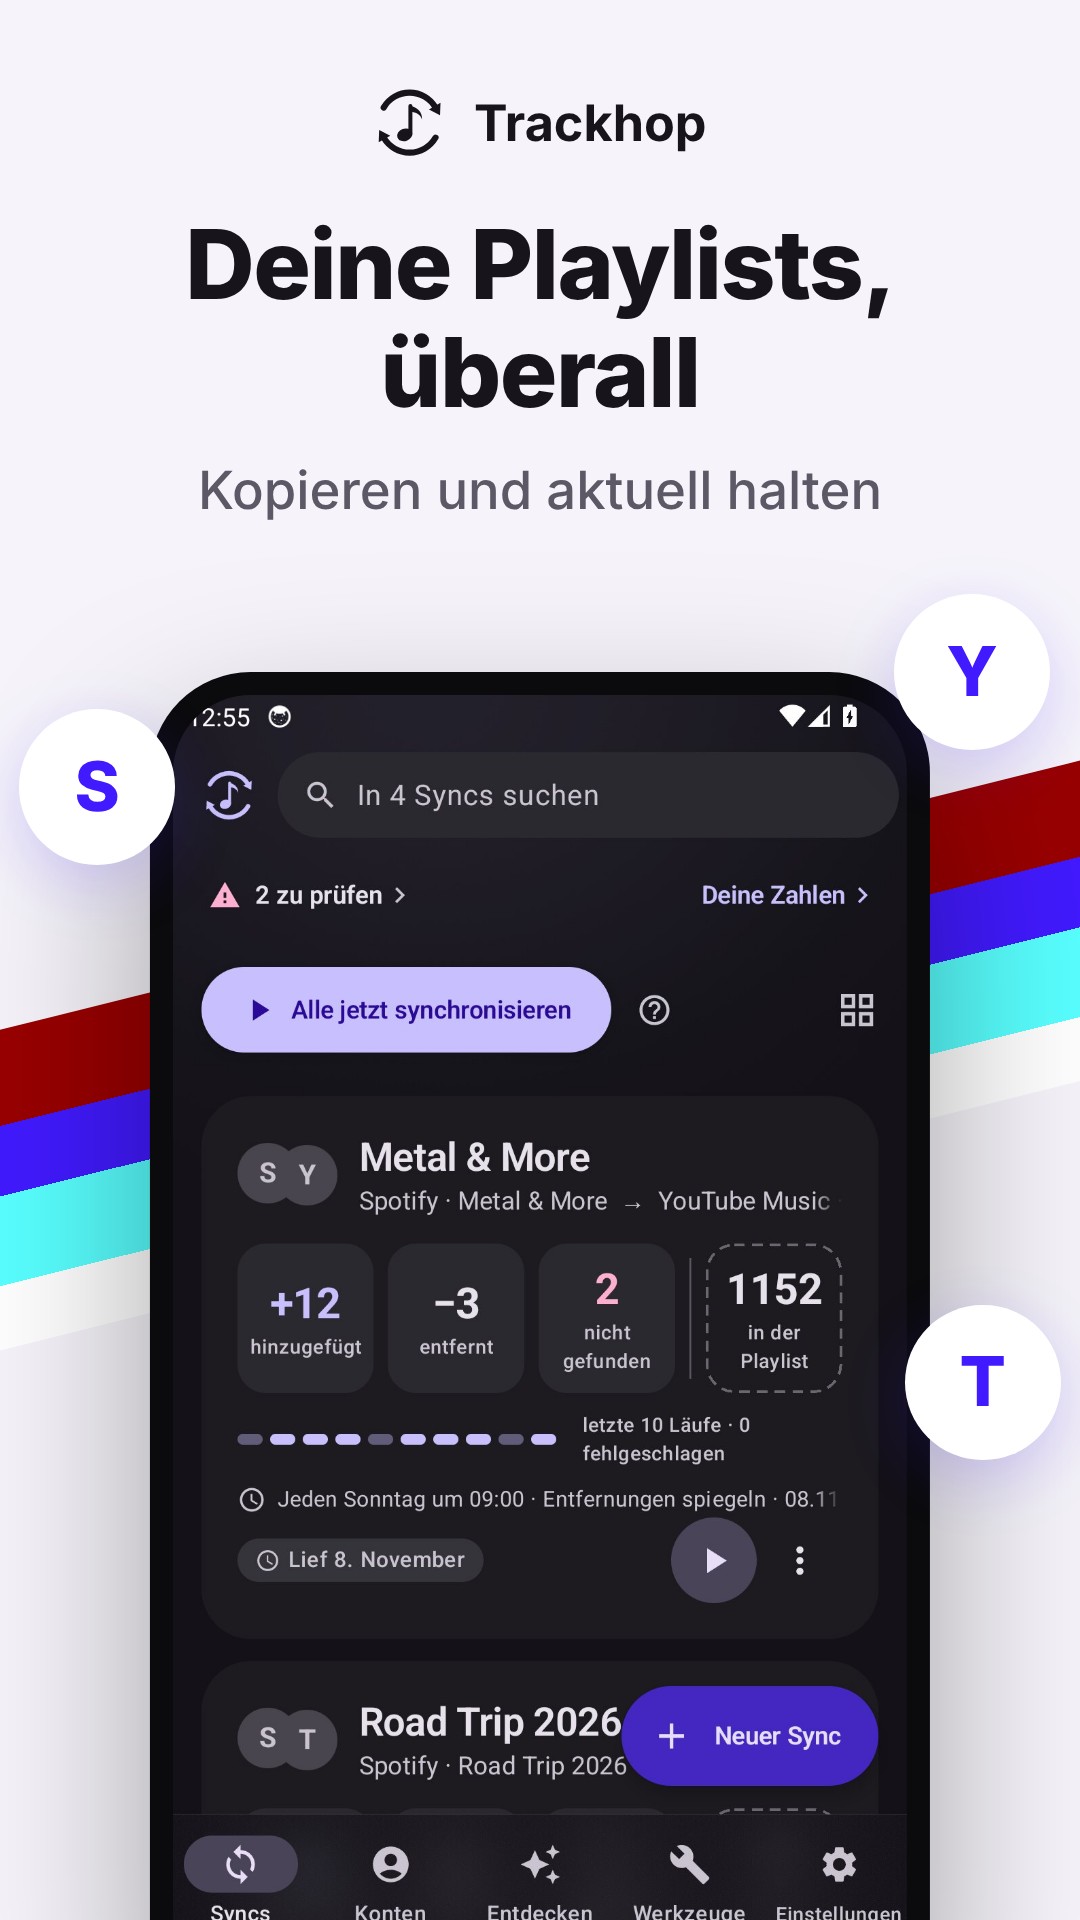 Trackhop
Deine Playlists,
überall
Kopieren und aktuell halten
Y
S
12:55
In 4 Syncs suchen
2 zu prüfen
Deine Zahlen
Alle jetzt synchronisieren
S Y
Metal & More
Spotify · Metal & More → YouTube Music
+12
hinzugefügt
−3
entfernt
2
nicht
gefunden
1152
in der
Playlist
T
letzte 10 Läufe · 0
fehlgeschlagen
Jeden Sonntag um 09:00 · Entfernungen spiegeln · 08.11
Lief 8. November
S T
Road Trip 2026
Spotify · Road Trip 2026
Neuer Sync
Syncs
Konten
Entdecken
Werkzeuge
Einstellungen